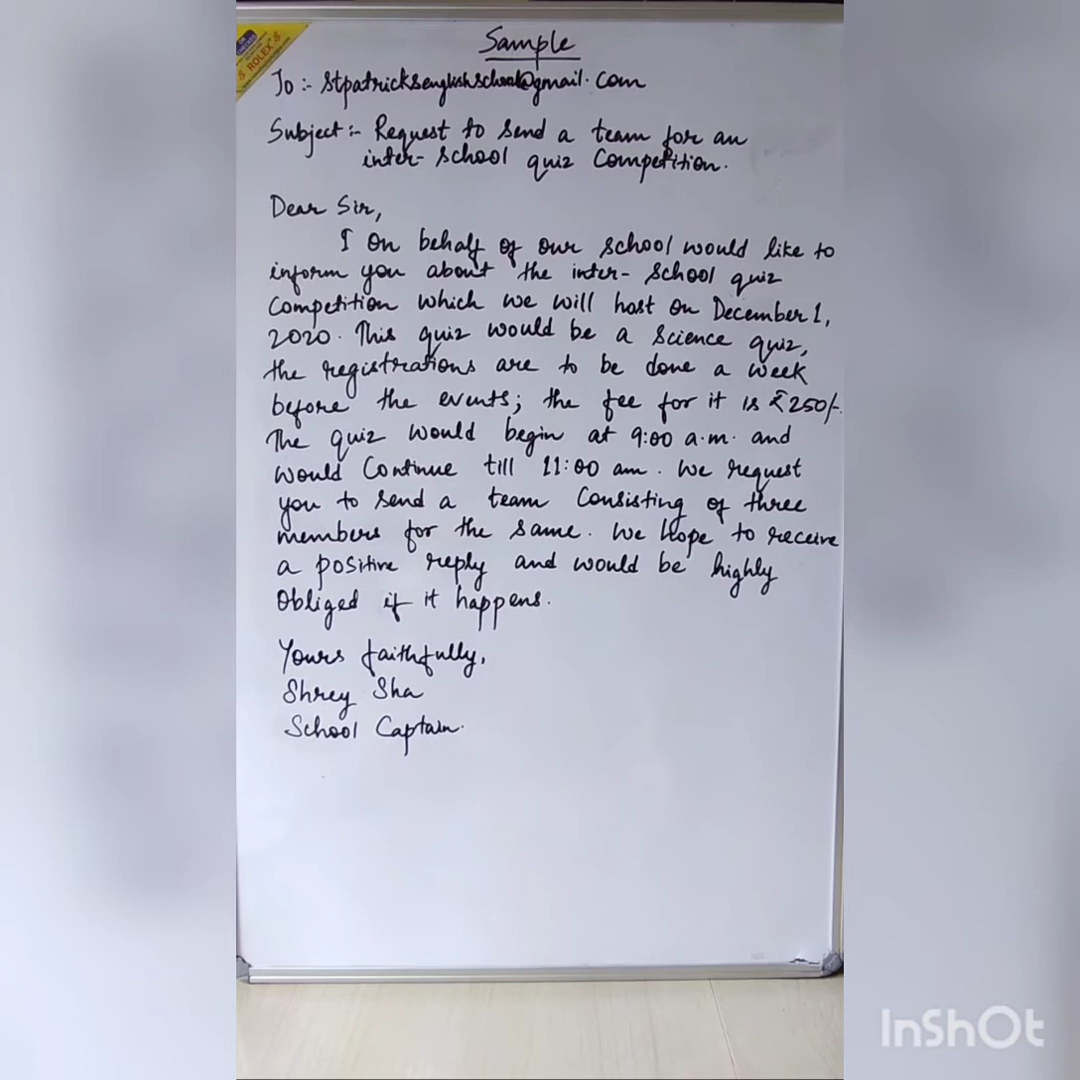 Sample
To :- stpatricksenglishschool@gmail.com
Subject :- Request to send a team for an
inter-school quiz competition.
Dear Sir,
I on behalf of our school would like to
inform you about the inter-school quiz
competition which we will host on December 1,
2020. This quiz would be a science quiz,
the registrations are to be done a week
before the events; the fee for it is ₹250/-.
The quiz would begin at 9:00 a.m. and
would continue till 11:00 am. We request
you to send a team consisting of three
members for the same. We hope to receive
a positive reply and would be highly
obliged if it happens.
Yours faithfully,
Shrey Sha
School Captain.
ROLEX
InShOt